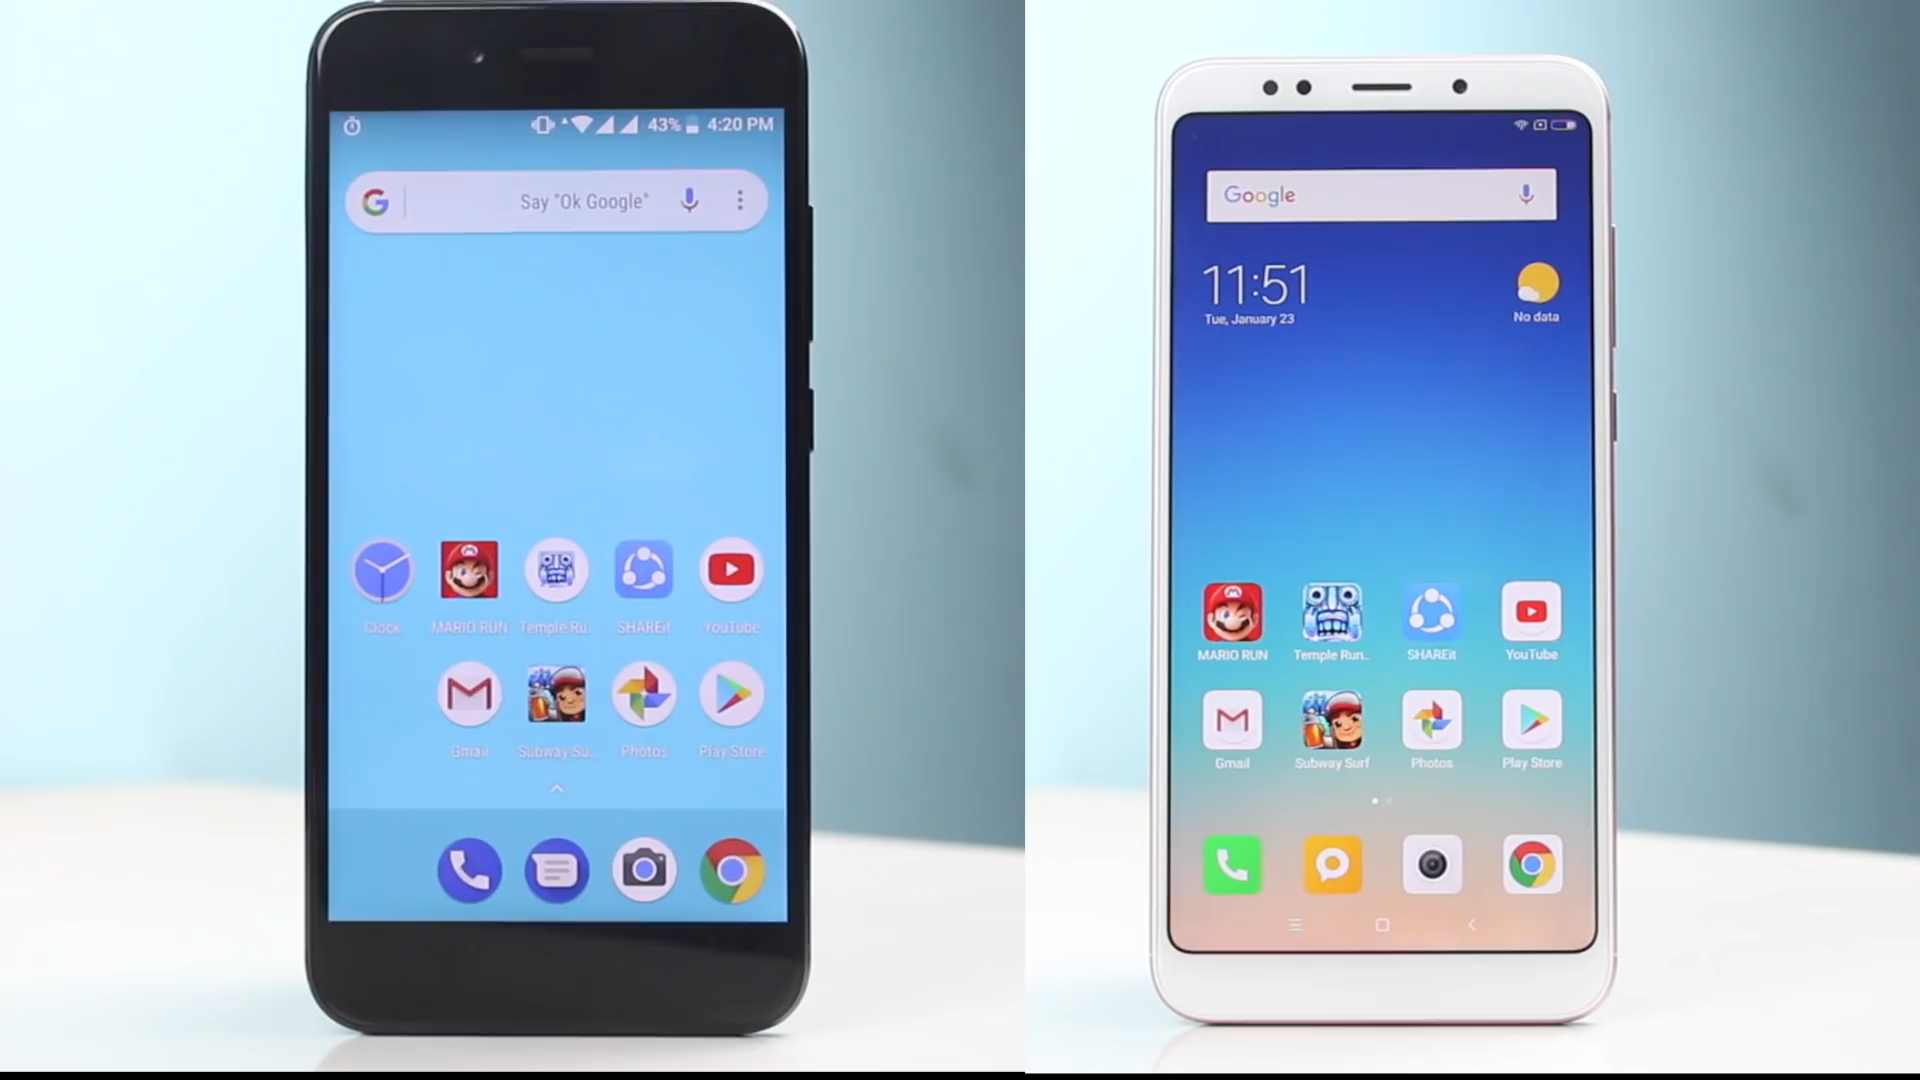 43% 4:20 PM
G Say "Ok Google"
Clock MARIO RUN Temple Ru.. SHAREit YouTube
Gmail Subway Su.. Photos Play Store
Google
11:51
Tue, January 23
No data
MARIO RUN Temple Run.. SHAREit YouTube
Gmail Subway Surf Photos Play Store